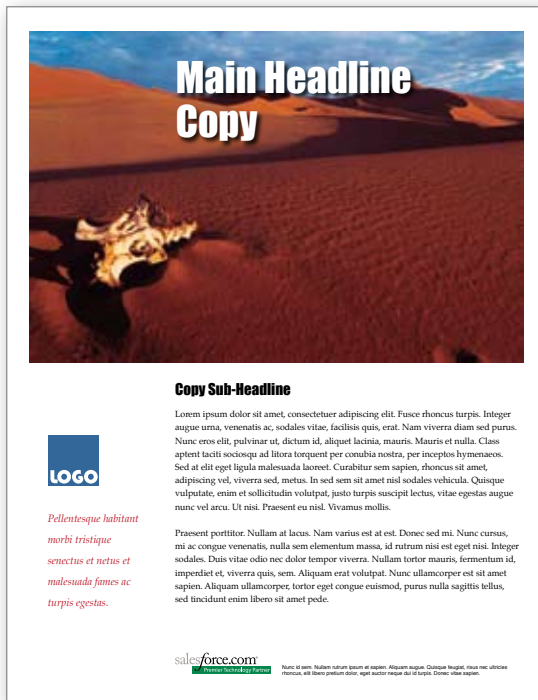 Main Headline
Copy
Copy Sub-Headline
Lorem ipsum dolor sit amet, consectetuer adipiscing elit. Fusce rhoncus turpis. Integer
augue urna, venenatis ac, sodales vitae, facilisis quis, erat. Nam viverra diam sed purus.
Nunc eros elit, pulvinar ut, dictum id, aliquet lacinia, mauris. Mauris et nulla. Class
aptent taciti sociosqu ad litora torquent per conubia nostra, per inceptos hymenaeos.
Sed at elit eget ligula malesuada laoreet. Curabitur sem sapien, rhoncus sit amet,
adipiscing vel, viverra sed, metus. In sed sem sit amet nisl sodales vehicula. Quisque
vulputate, enim et sollicitudin volutpat, justo turpis suscipit lectus, vitae egestas augue
nunc vel arcu. Ut nisi. Praesent eu nisl. Vivamus mollis.
Praesent porttitor. Nullam at lacus. Nam varius est at est. Donec sed mi. Nunc cursus,
mi ac congue venenatis, nulla sem elementum massa, id rutrum nisi est eget nisi. Integer
sodales. Duis vitae odio nec dolor tempor viverra. Nullam tortor mauris, fermentum id,
imperdiet et, viverra quis, sem. Aliquam erat volutpat. Nunc ullamcorper est sit amet
sapien. Aliquam ullamcorper, tortor eget congue euismod, purus nulla sagittis tellus,
sed tincidunt enim libero sit amet pede.
LOGO
Pellentesque habitant
morbi tristique
senectus et netus et
malesuada fames ac
turpis egestas.
salesforce.com
Premier Technology Partner
Nunc id sem. Nullam rutrum ipsum et sapien. Aliquam augue. Quisque feugiat, risus nec ultricies
rhoncus, elit libero pretium dolor, eget auctor neque dui id turpis. Donec vitae sapien.